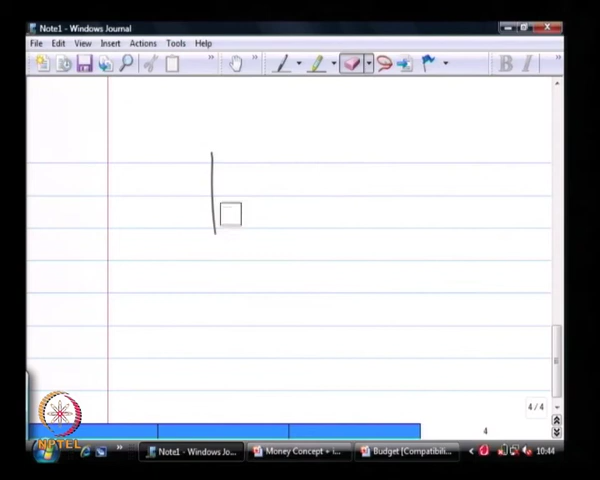 Note1 - Windows Journal
File Edit View Insert Actions Tools Help
B I
4 / 4
4
NPTEL
Note1 - Windows Jo...
Money Concept + i...
Budget [Compatibili...
10:44